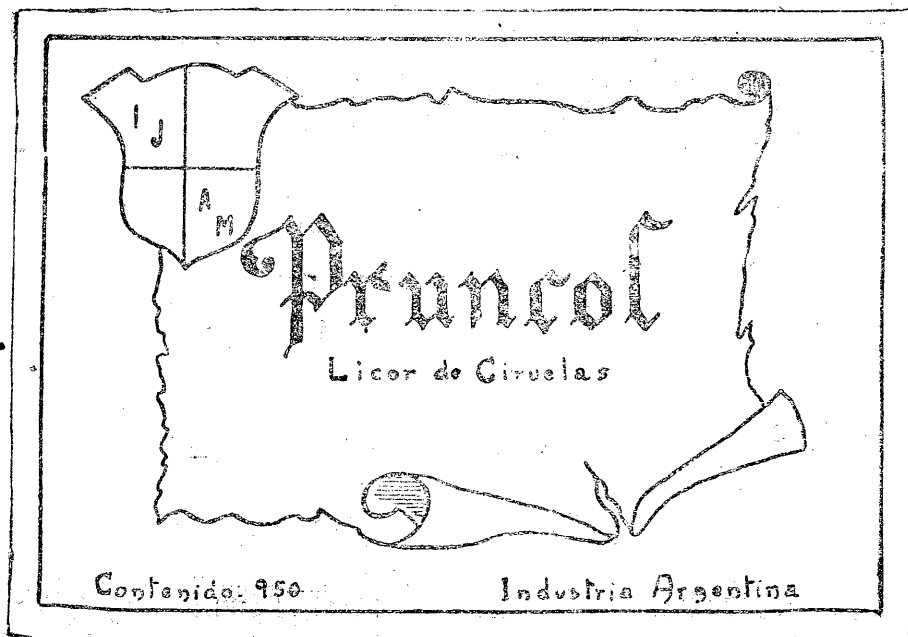 I J
A M
Pruncol
Licor de Ciruelas
Contenido: 950
Industria Argentina